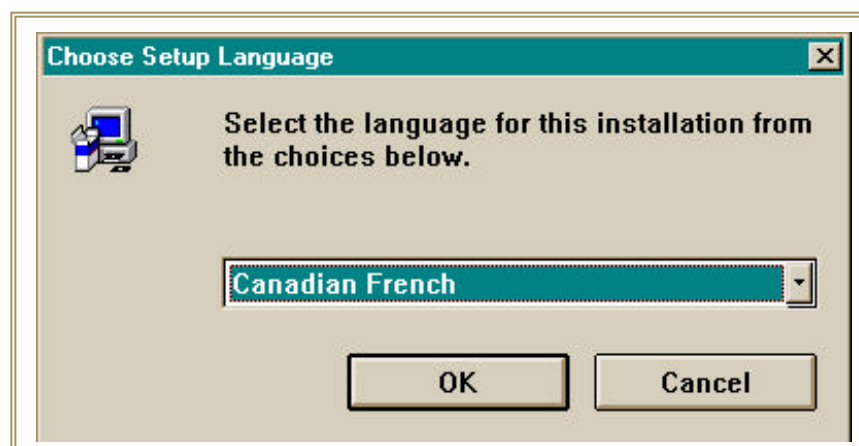 Choose Setup Language
Select the language for this installation from
the choices below.
Canadian French
OK
Cancel